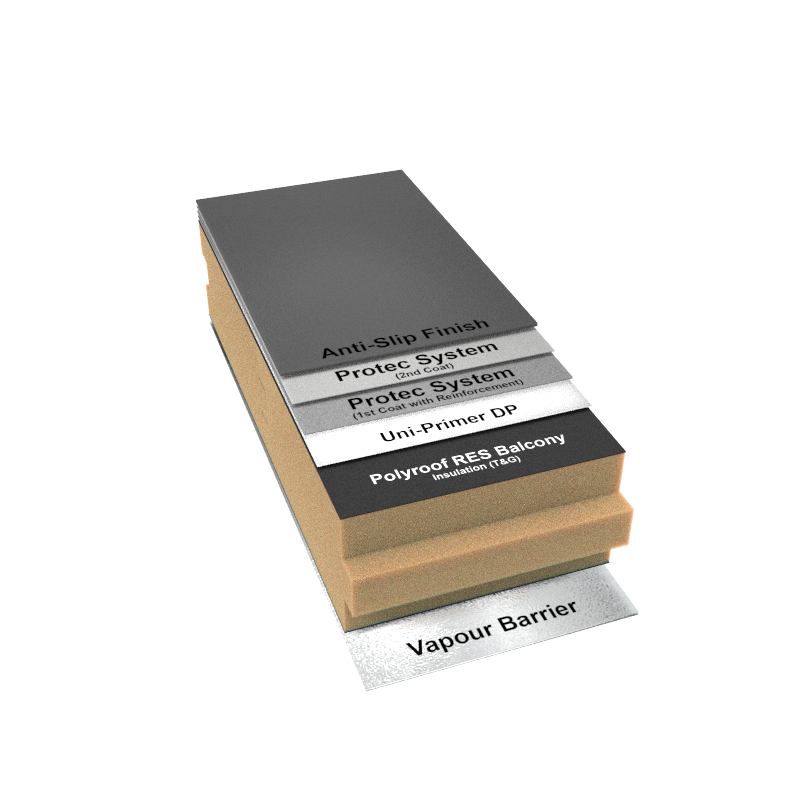 Anti-Slip Finish
Protec System
(2nd Coat)
Protec System
(1st Coat with Reinforcement)
Uni-Primer DP
Polyroof RES Balcony
Insulation (T&G)
Vapour Barrier